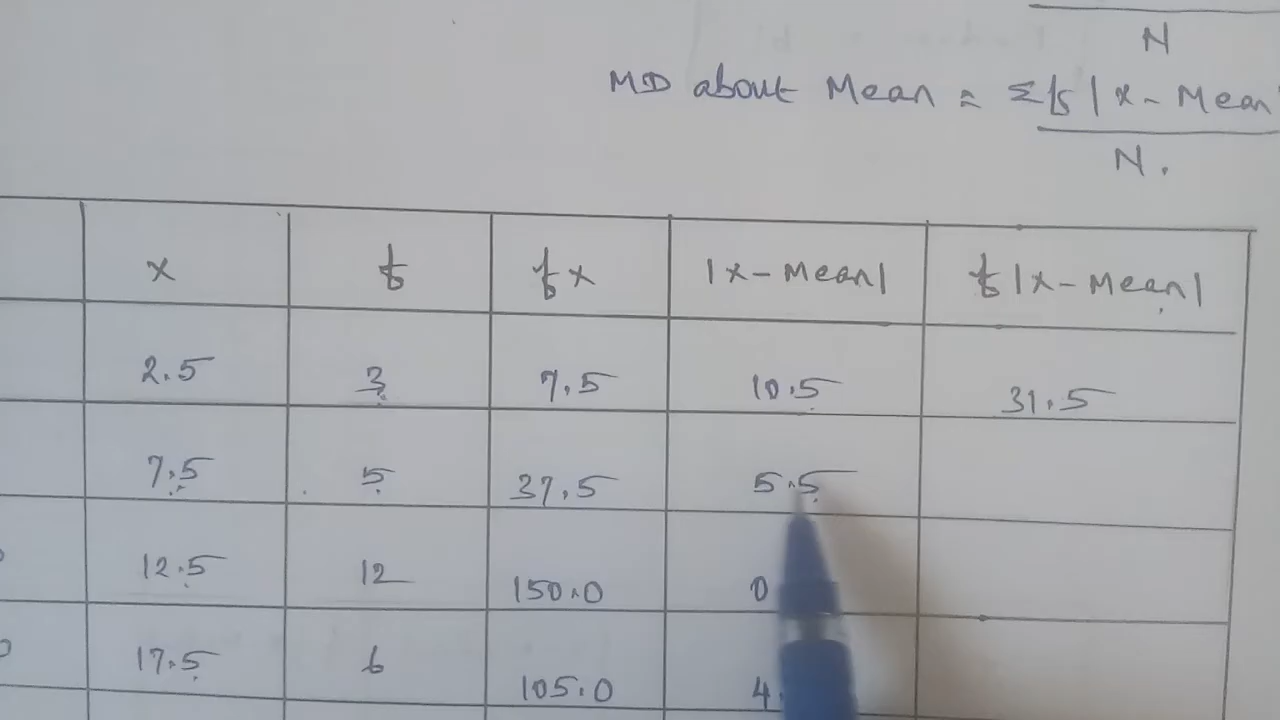 N
MD about Mean = Σf |x - Mean
N.
x f fx |x - Mean| f |x - Mean|
2.5 3 7.5 10.5 31.5
7.5 5 37.5 5.5
12.5 12 150.0 0
17.5 6 105.0 4.